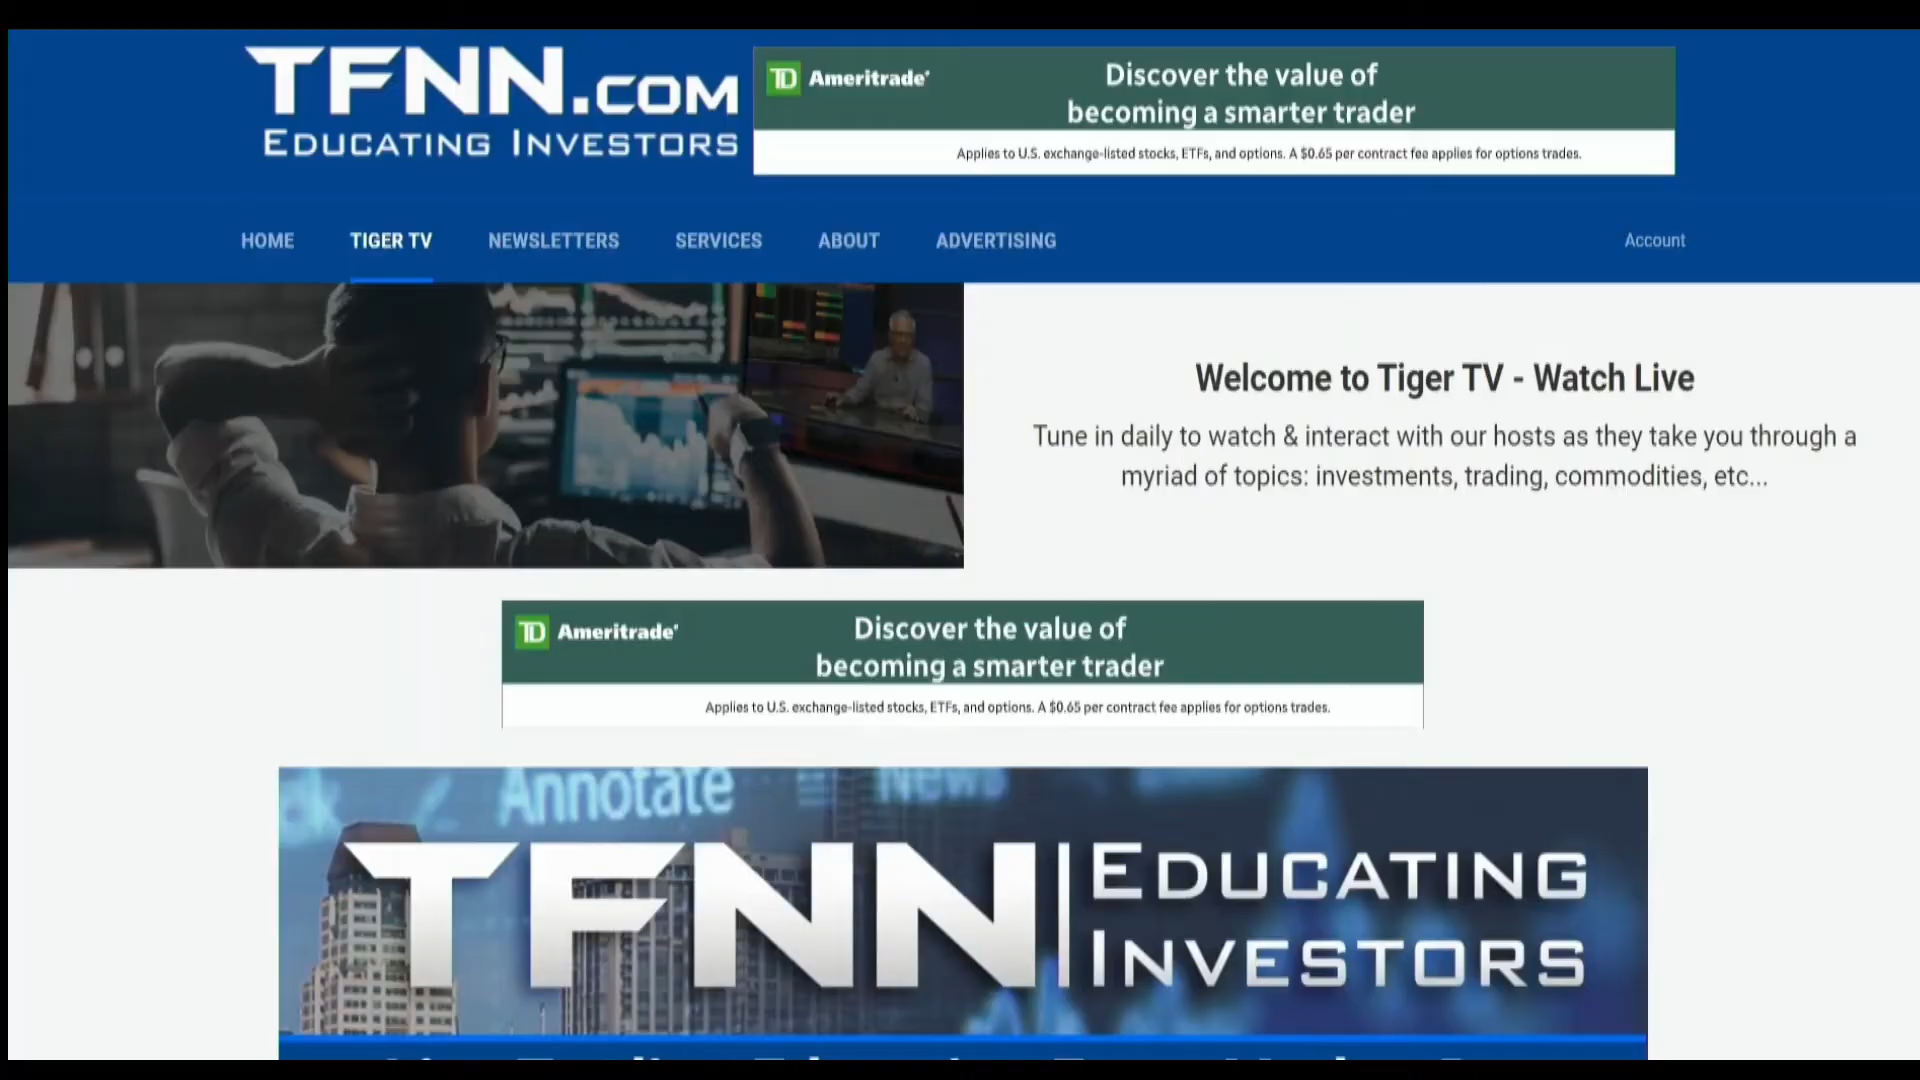 TFNN.COM
EDUCATING INVESTORS
TD Ameritrade
Discover the value of
becoming a smarter trader
Applies to U.S. exchange-listed stocks, ETFs, and options. A $0.65 per contract fee applies for options trades.
HOME TIGER TV NEWSLETTERS SERVICES ABOUT ADVERTISING Account
Welcome to Tiger TV - Watch Live
Tune in daily to watch & interact with our hosts as they take you through a
myriad of topics: investments, trading, commodities, etc...
TD Ameritrade
Discover the value of
becoming a smarter trader
Applies to U.S. exchange-listed stocks, ETFs, and options. A $0.65 per contract fee applies for options trades.
Annotate News
TFNN EDUCATING
INVESTORS